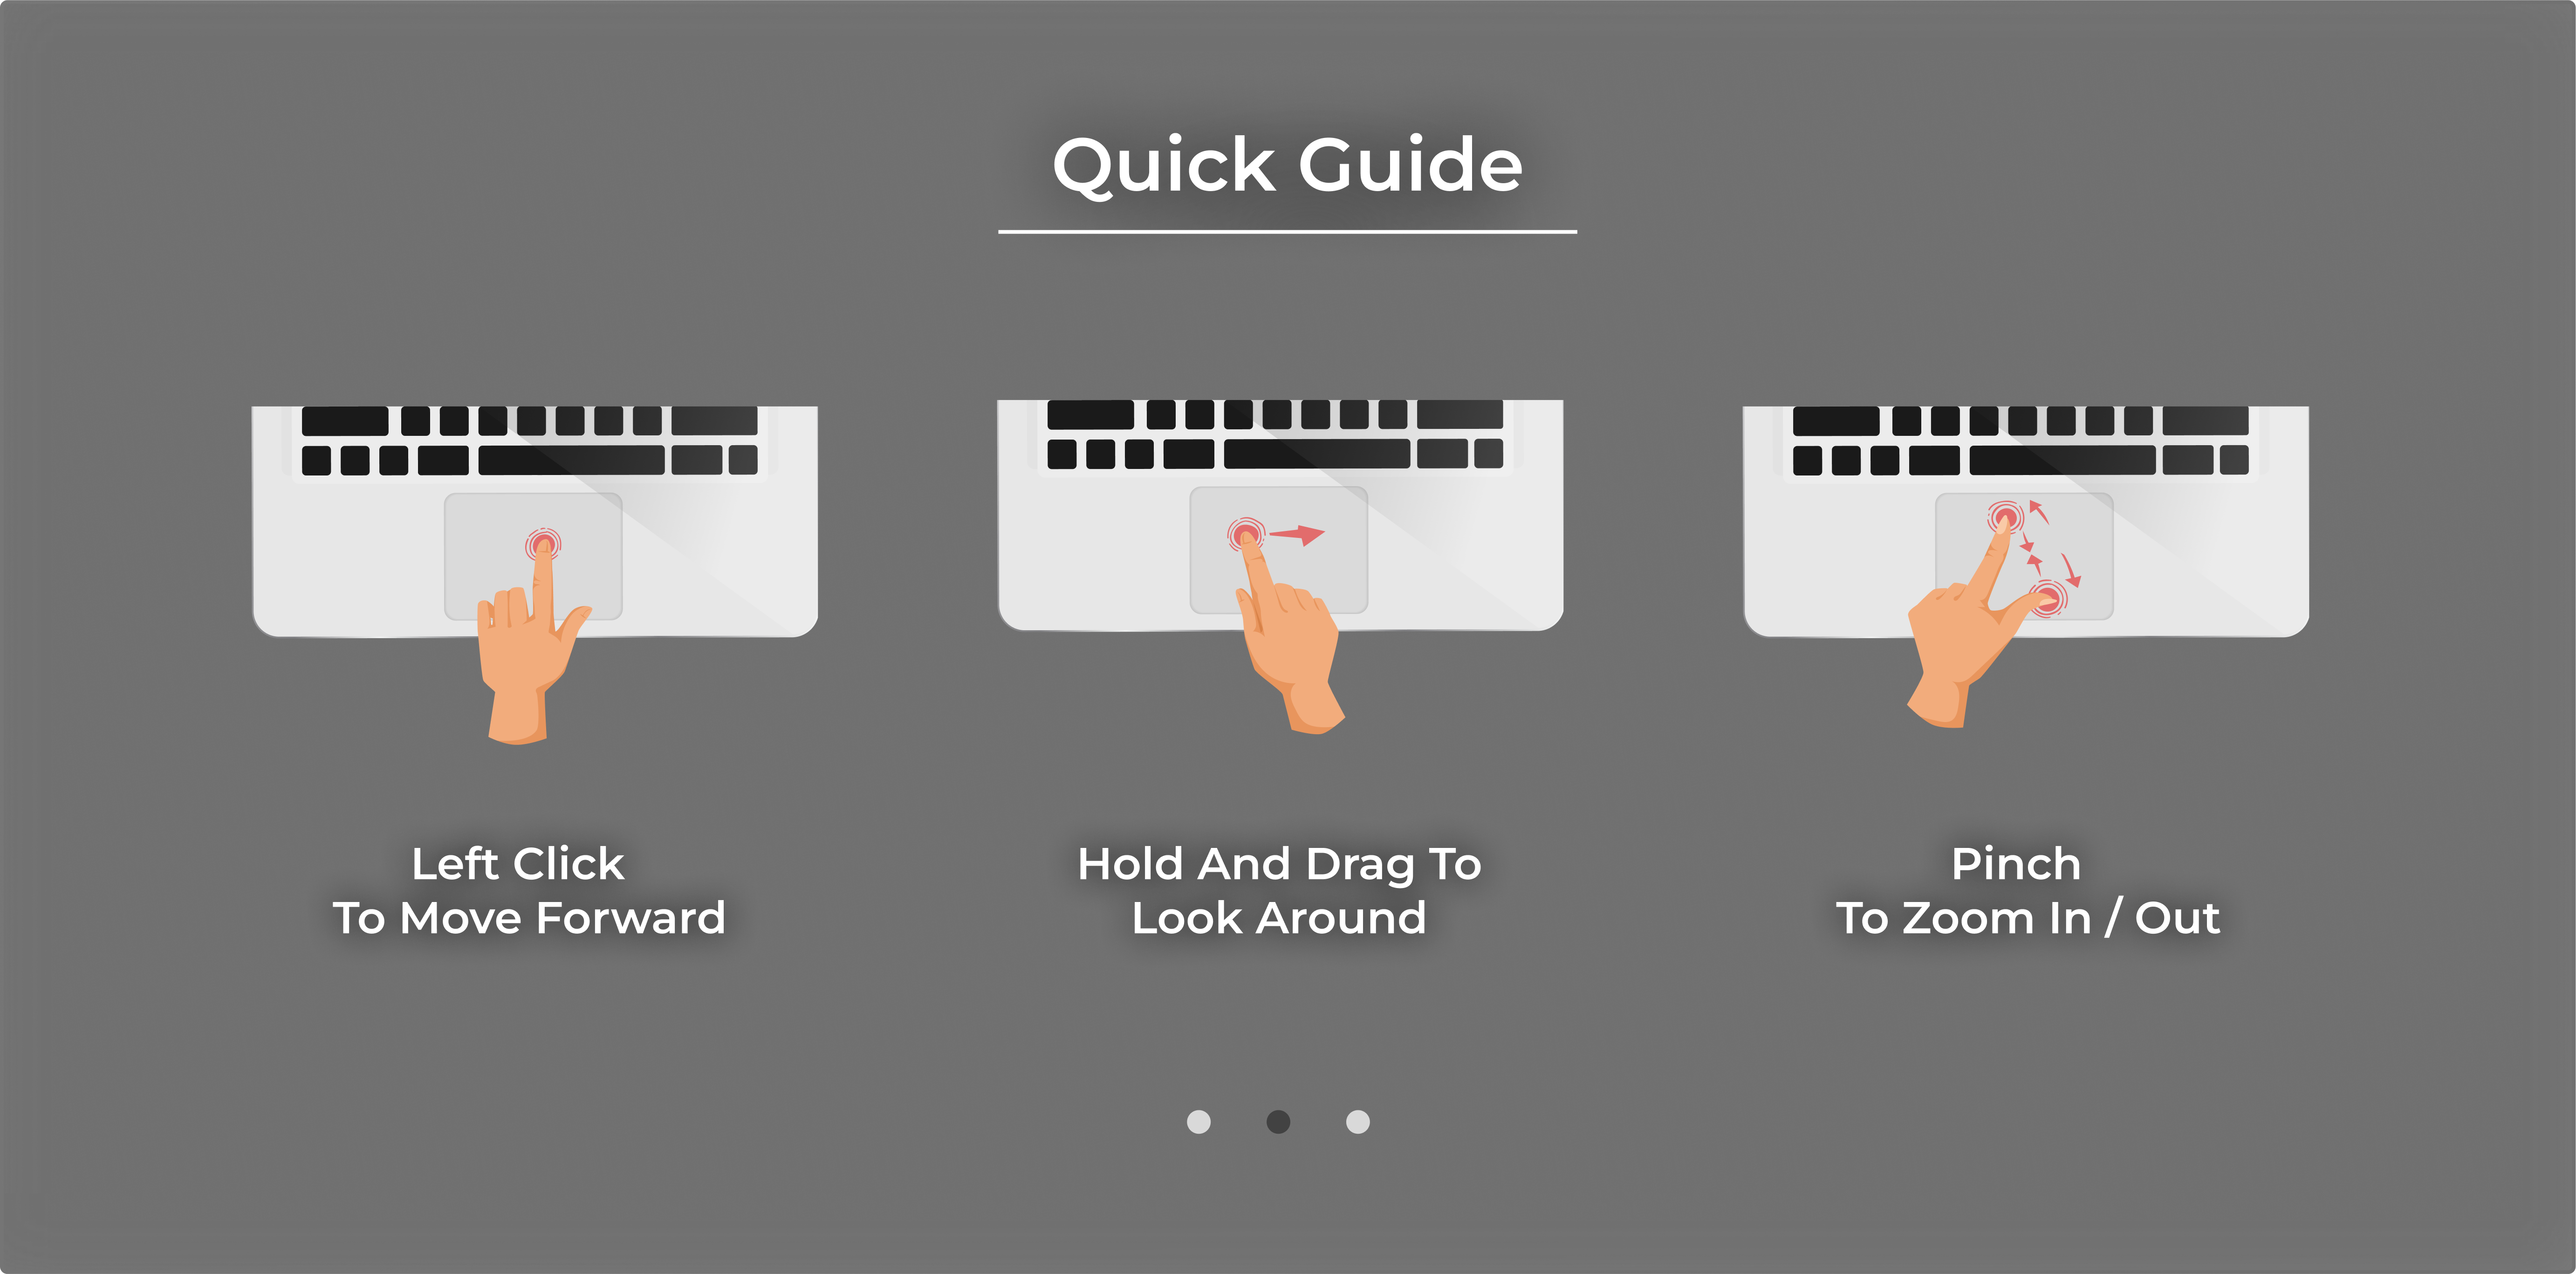 Quick Guide
Left Click
To Move Forward
Hold And Drag To
Look Around
Pinch
To Zoom In / Out